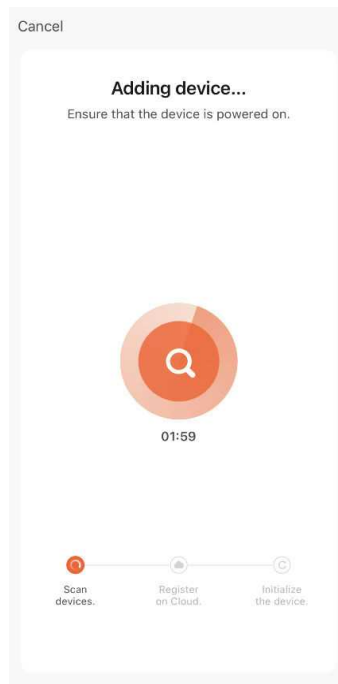 Cancel
Adding device...
Ensure that the device is powered on.
01:59
Scan
devices.
Register
on Cloud.
Initialize
the device.